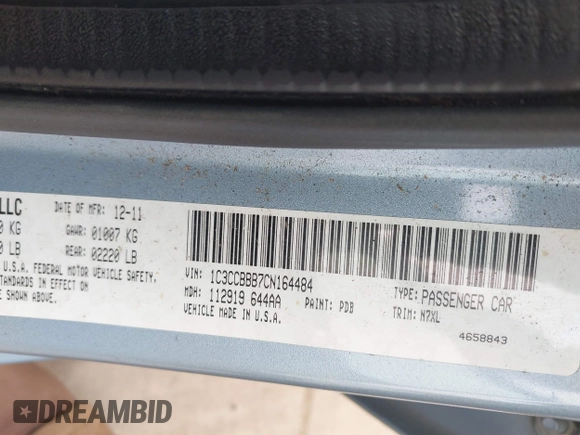 LLC DATE OF MFR: 12-11
0 KG GAWR: 01007 KG
0 LB REAR: 02220 LB
U.S.A. FEDERAL MOTOR VEHICLE SAFETY,
STANDARDS IN EFFECT ON
SHOWN ABOVE.
VIN: 1C3CCBBB7CN164484
MDH: 112919 644AA PAINT: PDB
VEHICLE MADE IN U.S.A.
TYPE: PASSENGER CAR
TRIM: N7XL
4658843
DREAMBID